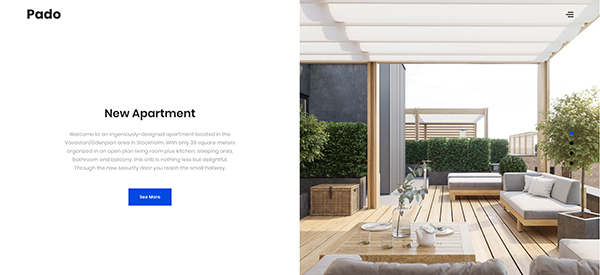 Pado
New Apartment
Welcome to an ingeniously-designed apartment located in the
Vasastan/Odenplan area in Stockholm. With only 39 square meters
organized in an open plan living room plus kitchen, sleeping area,
bathroom and balcony, this crib is nothing less but delightful.
Through the new security door you reach the small hallway.
See More